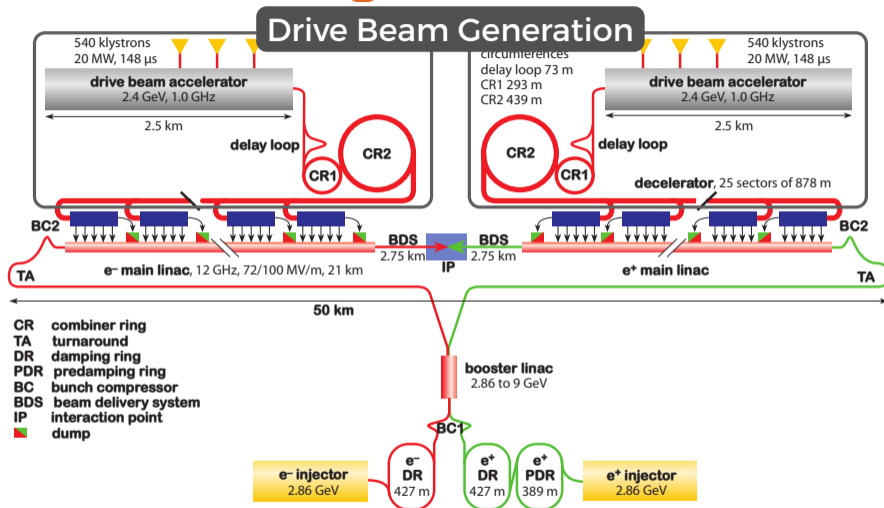 Drive Beam Generation
540 klystrons
20 MW, 148 µs
drive beam accelerator
2.4 GeV, 1.0 GHz
2.5 km
delay loop
CR1
CR2
circumferences
delay loop 73 m
CR1 293 m
CR2 439 m
540 klystrons
20 MW, 148 µs
drive beam accelerator
2.4 GeV, 1.0 GHz
2.5 km
delay loop
CR2
CR1
decelerator, 25 sectors of 878 m
BC2
BDS
2.75 km
IP
BDS
2.75 km
BC2
TA
e⁻ main linac, 12 GHz, 72/100 MV/m, 21 km
e⁺ main linac
TA
50 km
CR combiner ring
TA turnaround
DR damping ring
PDR predamping ring
BC bunch compressor
BDS beam delivery system
IP interaction point
dump
booster linac
2.86 to 9 GeV
BC1
e⁻ injector
2.86 GeV
e⁻
DR
427 m
e⁺
DR
427 m
e⁺
PDR
389 m
e⁺ injector
2.86 GeV